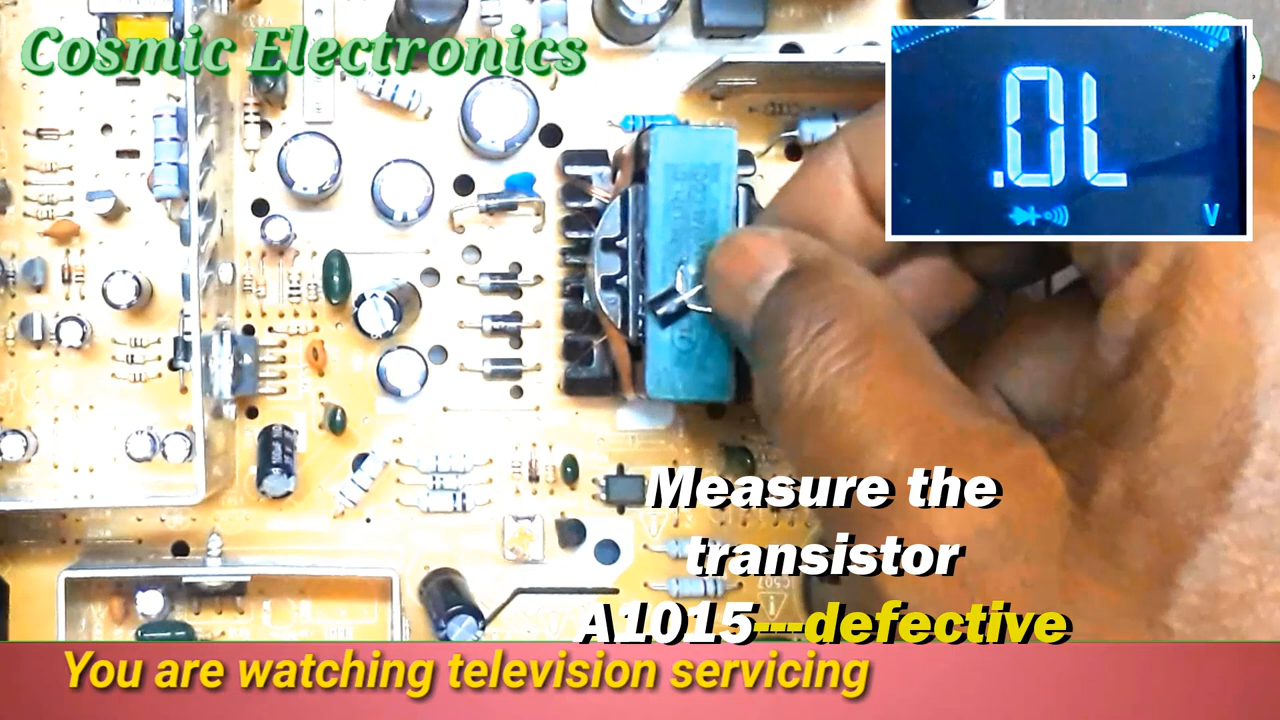 Cosmic Electronics
.0L
V
Measure the
transistor
A1015---defective
You are watching television servicing